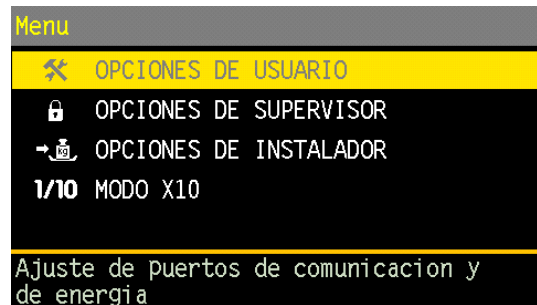 Menu
OPCIONES DE USUARIO
OPCIONES DE SUPERVISOR
kg OPCIONES DE INSTALADOR
1/10 MODO X10
Ajuste de puertos de comunicacion y
de energia